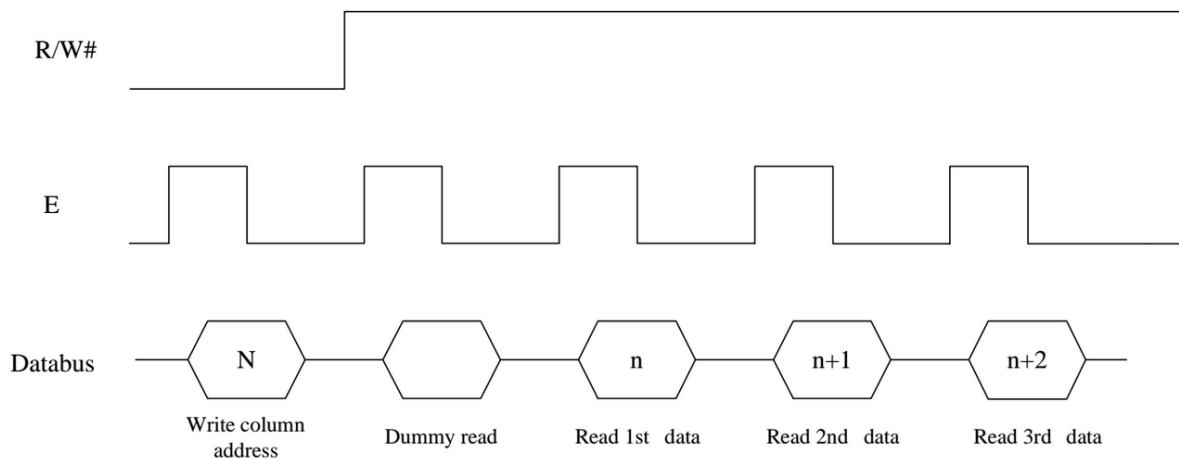 R/W#
E
Databus
N
n
n+1
n+2
Write column
address
Dummy read
Read 1st data
Read 2nd data
Read 3rd data